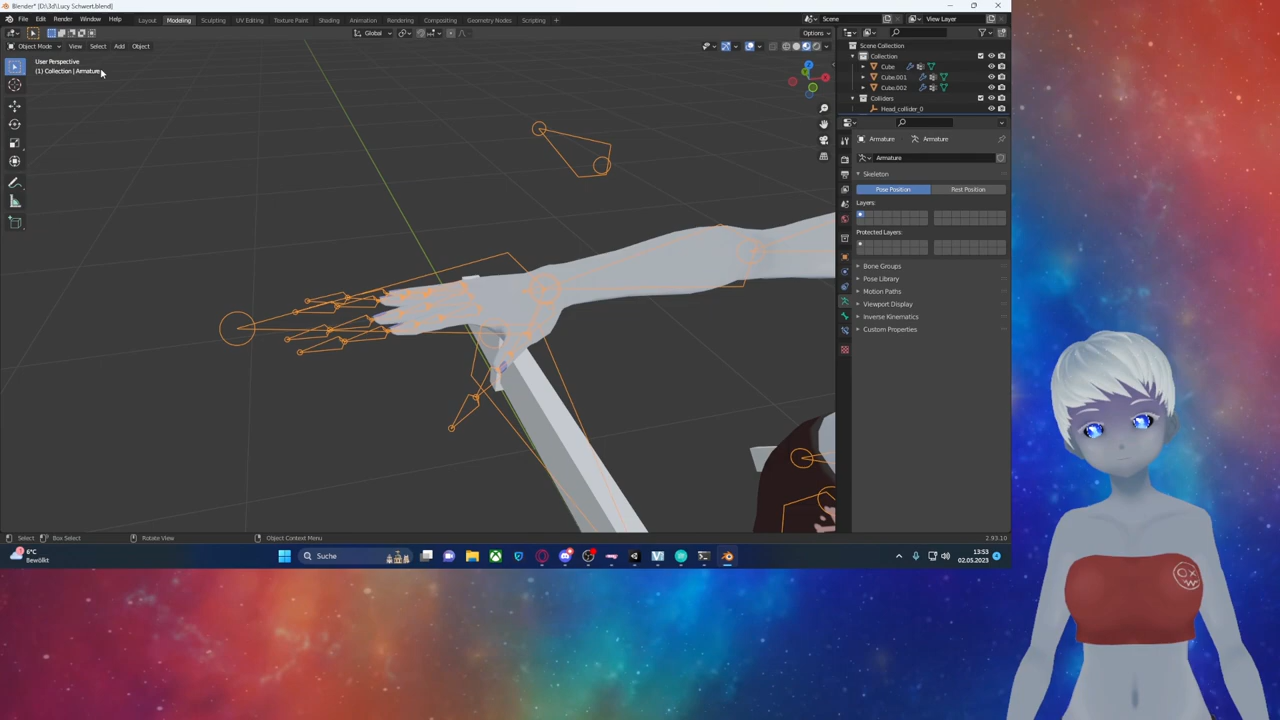 Blender* [D:\3d\Lucy Schwert.blend]
File Edit Render Window Help Layout Modeling Sculpting UV Editing Texture Paint Shading Animation Rendering Compositing Geometry Nodes Scripting + Scene View Layer
Global Options
Object Mode View Select Add Object
User Perspective
(1) Collection | Armature
Scene Collection
Collection
Cube
Cube.001
Cube.002
Colliders
Head_collider_0
Armature Armature
Armature
Skeleton
Pose Position Rest Position
Layers:
Protected Layers:
Bone Groups
Pose Library
Motion Paths
Viewport Display
Inverse Kinematics
Custom Properties
Select Box Select Rotate View Object Context Menu 2.93.10
6°C
Bewölkt
Suche
13:53
02.05.2023